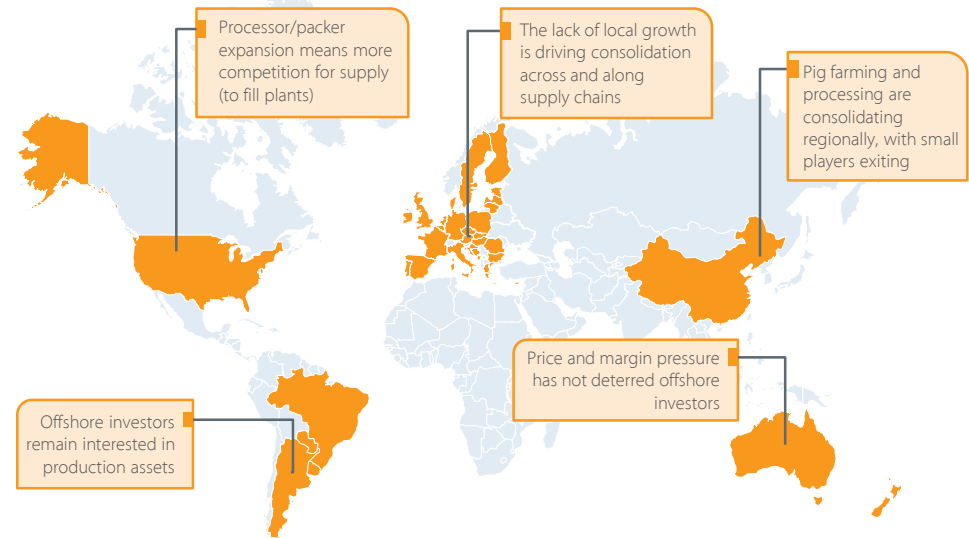 Processor/packer
expansion means more
competition for supply
(to fill plants)
The lack of local growth
is driving consolidation
across and along
supply chains
Pig farming and
processing are
consolidating
regionally, with small
players exiting
Price and margin pressure
has not deterred offshore
investors
Offshore investors
remain interested in
production assets